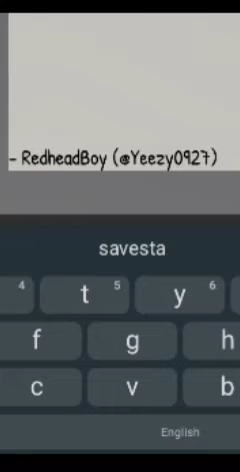 - RedheadBoy (@Yeezy0927)
savesta
4 t 5 y 6
f g h
c v b
English